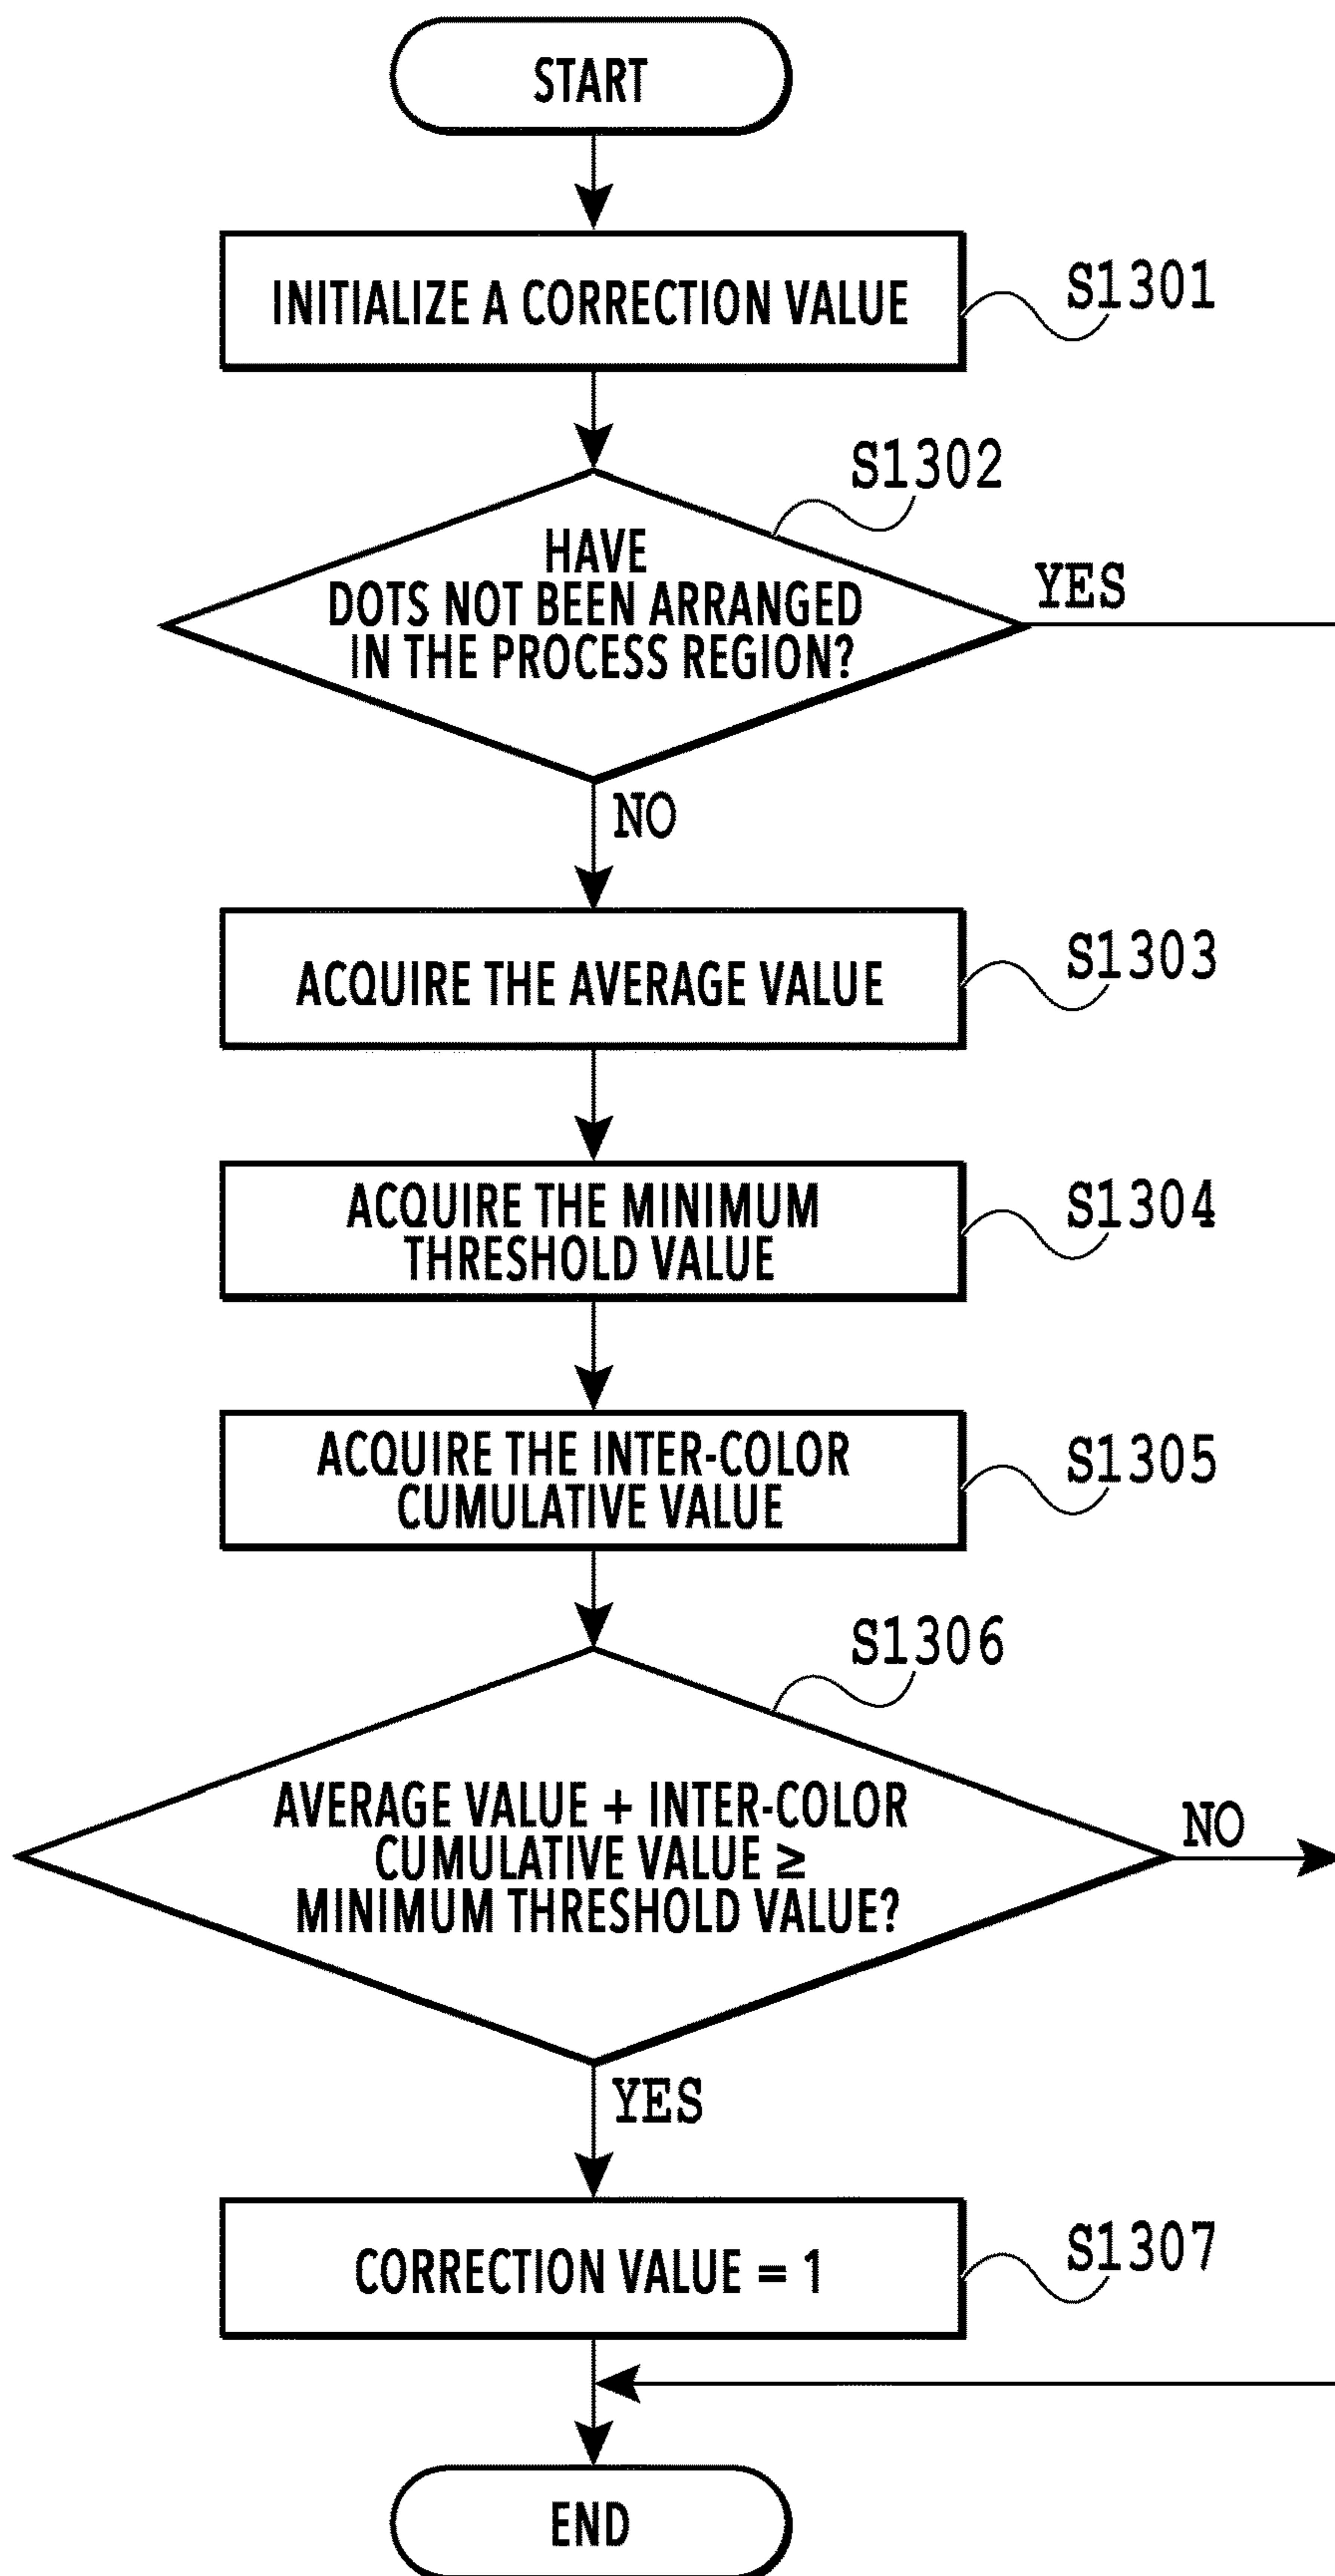 START
INITIALIZE A CORRECTION VALUE
S1301
S1302
HAVE
DOTS NOT BEEN ARRANGED
IN THE PROCESS REGION?
YES
NO
ACQUIRE THE AVERAGE VALUE
S1303
ACQUIRE THE MINIMUM
THRESHOLD VALUE
S1304
ACQUIRE THE INTER-COLOR
CUMULATIVE VALUE
S1305
S1306
AVERAGE VALUE + INTER-COLOR
CUMULATIVE VALUE ≥
MINIMUM THRESHOLD VALUE?
NO
YES
CORRECTION VALUE = 1
S1307
END